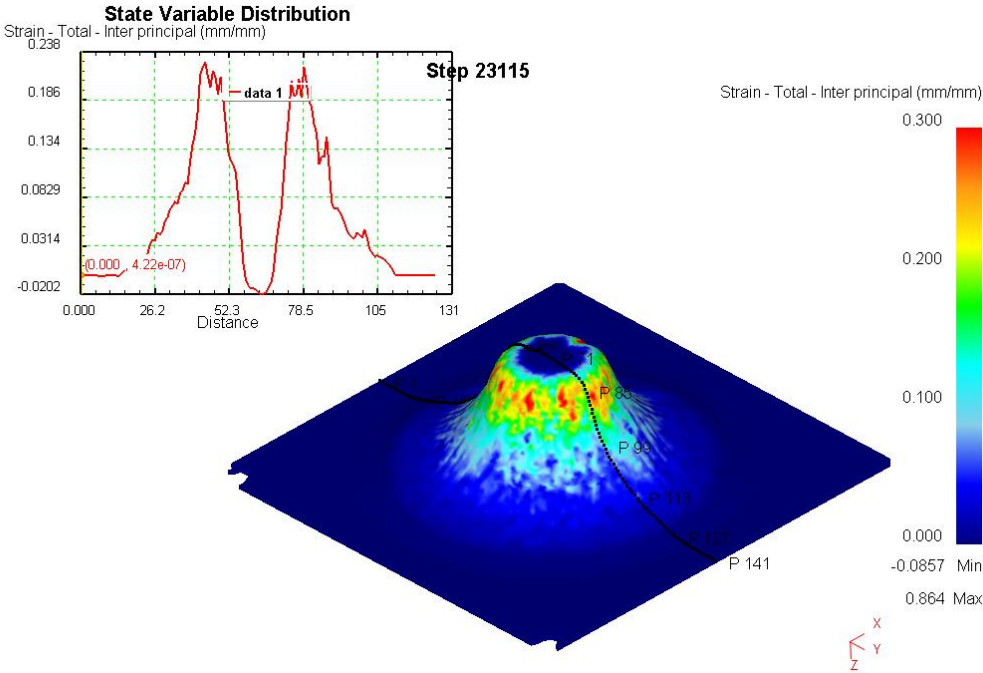 State Variable Distribution
Strain - Total - Inter principal (mm/mm)
0.238
0.186
0.134
0.0829
0.0314
-0.0202
data 1
(0.000 , 4.22e-07)
0.000 26.2 52.3 78.5 105 131
Distance
Step 23115
Strain - Total - Inter principal (mm/mm)
0.300
0.200
0.100
0.000
-0.0857 Min
0.864 Max
P 85
P 99
P 113
P 127
P 141
X
Y
Z